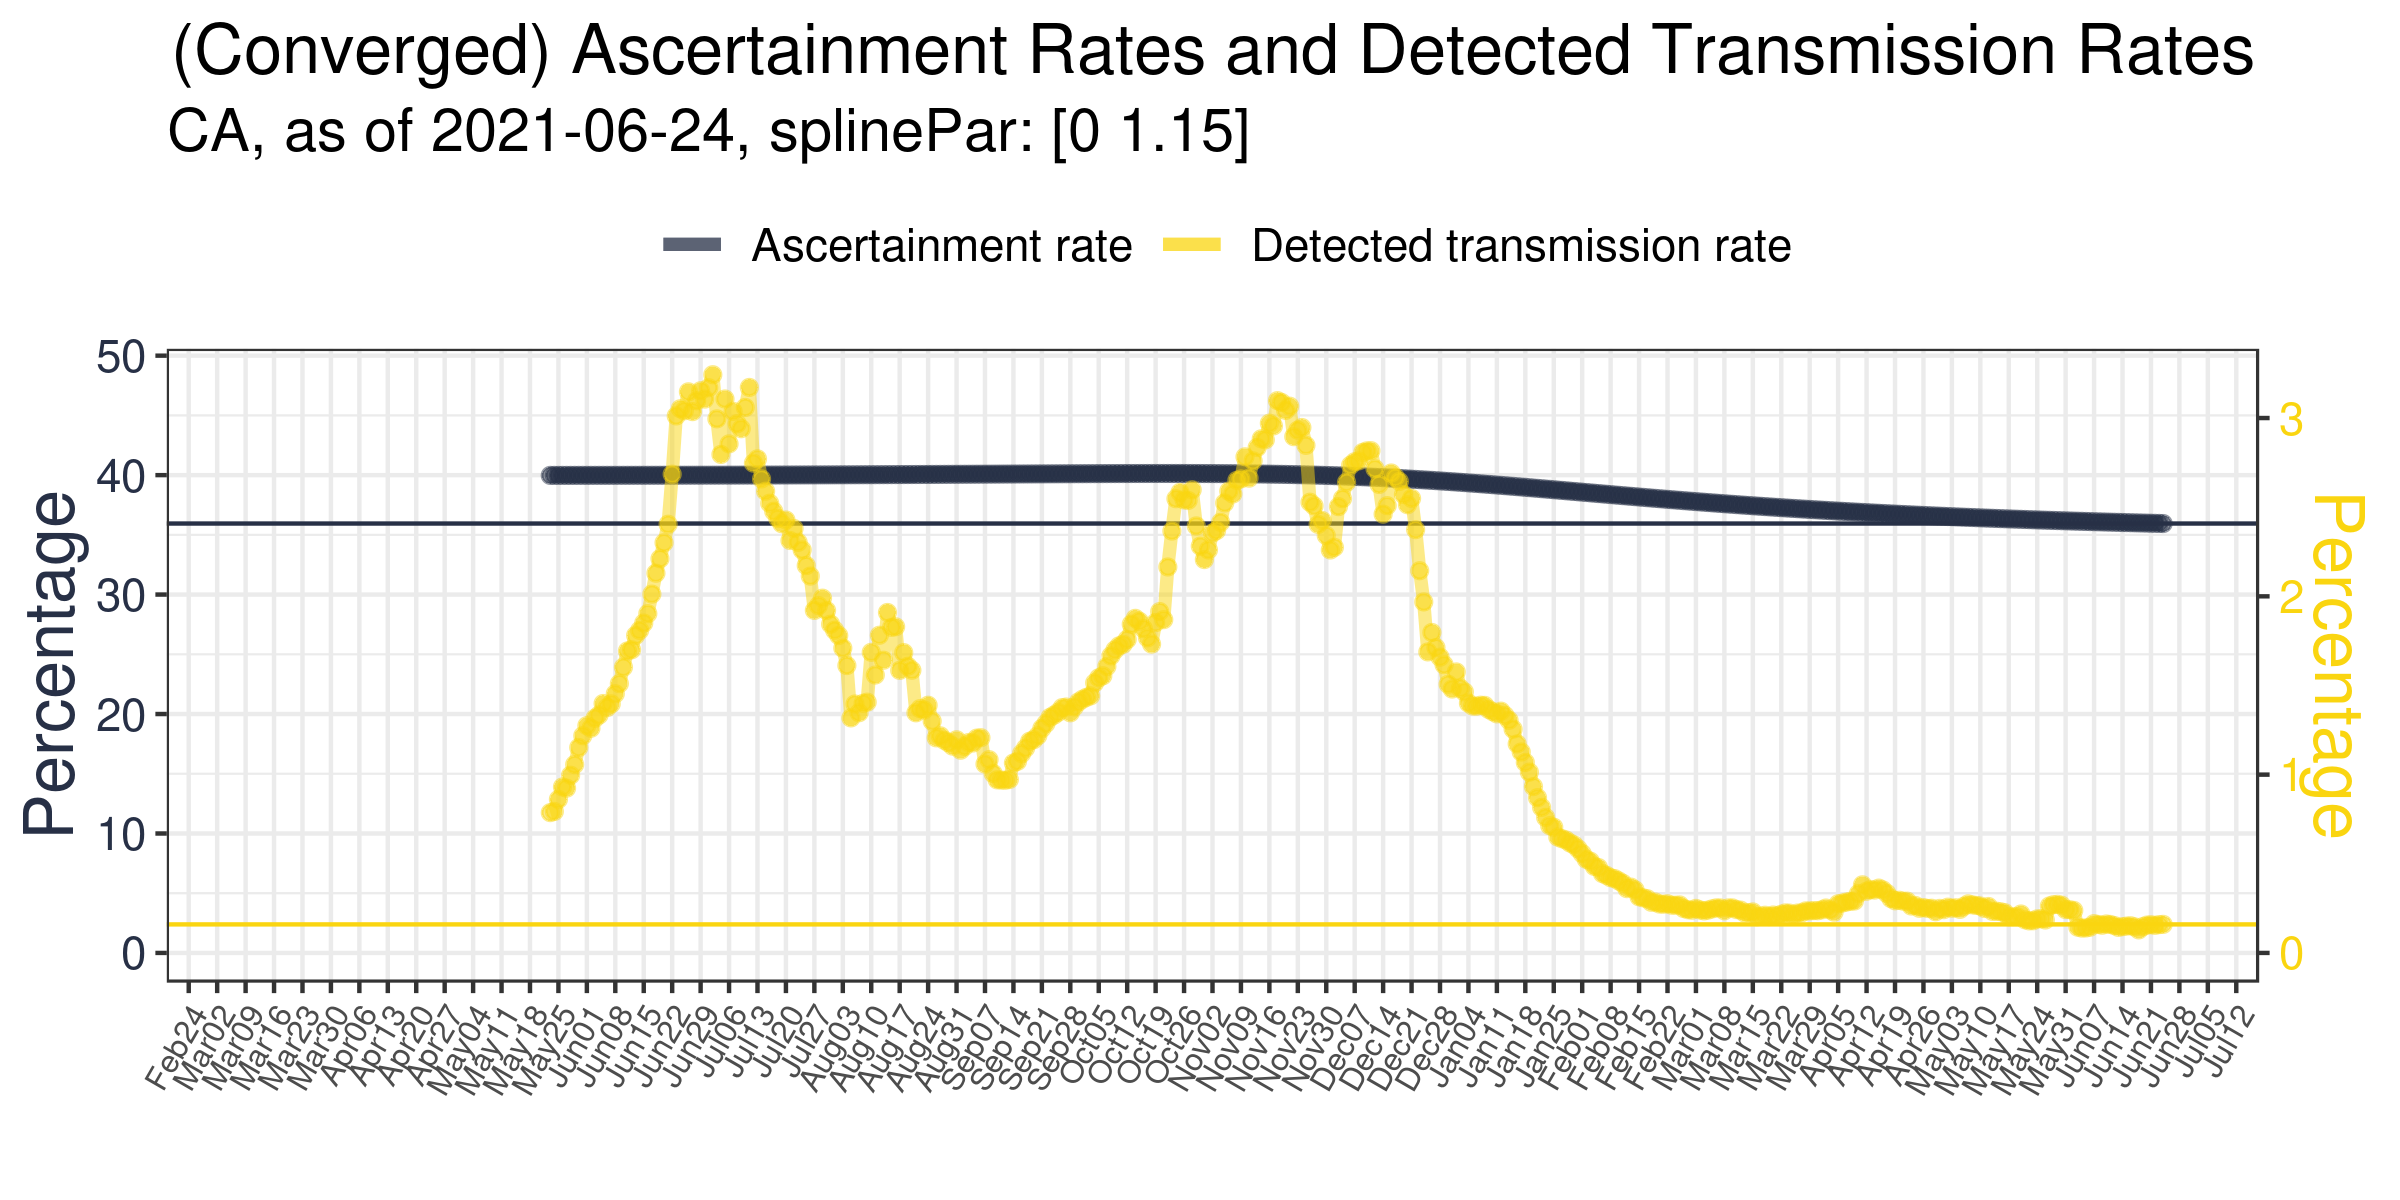 (Converged) Ascertainment Rates and Detected Transmission Rates
CA, as of 2021-06-24, splinePar: [0 1.15]
Ascertainment rate
Detected transmission rate
Percentage
50
40
30
20
10
0
3
2
1
0
Percentage
Feb24
Mar02
Mar09
Mar16
Mar23
Mar30
Apr06
Apr13
Apr20
Apr27
May04
May11
May18
May25
Jun01
Jun08
Jun15
Jun22
Jun29
Jul06
Jul13
Jul20
Jul27
Aug03
Aug10
Aug17
Aug24
Aug31
Sep07
Sep14
Sep21
Sep28
Oct05
Oct12
Oct19
Oct26
Nov02
Nov09
Nov16
Nov23
Nov30
Dec07
Dec14
Dec21
Dec28
Jan04
Jan11
Jan18
Jan25
Feb01
Feb08
Feb15
Feb22
Mar01
Mar08
Mar15
Mar22
Mar29
Apr05
Apr12
Apr19
Apr26
May03
May10
May17
May24
May31
Jun07
Jun14
Jun21
Jun28
Jul05
Jul12